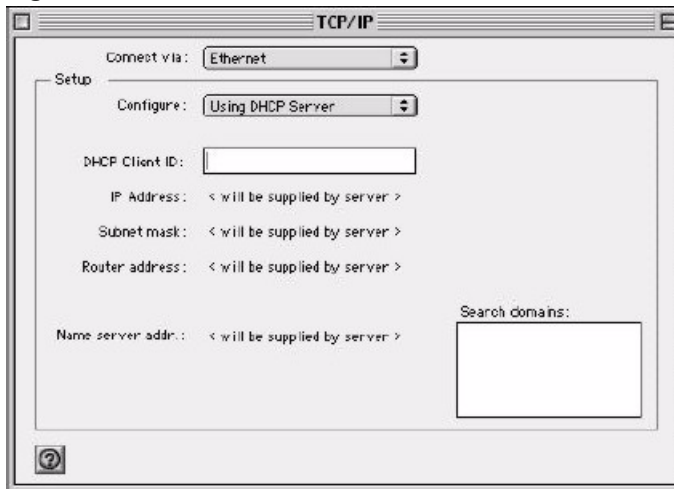 TCP/IP
Connect via: Ethernet
Setup
Configure: Using DHCP Server
DHCP Client ID:
IP Address: < will be supplied by server >
Subnet mask: < will be supplied by server >
Router address: < will be supplied by server >
Search domains:
Name server addr.: < will be supplied by server >
?